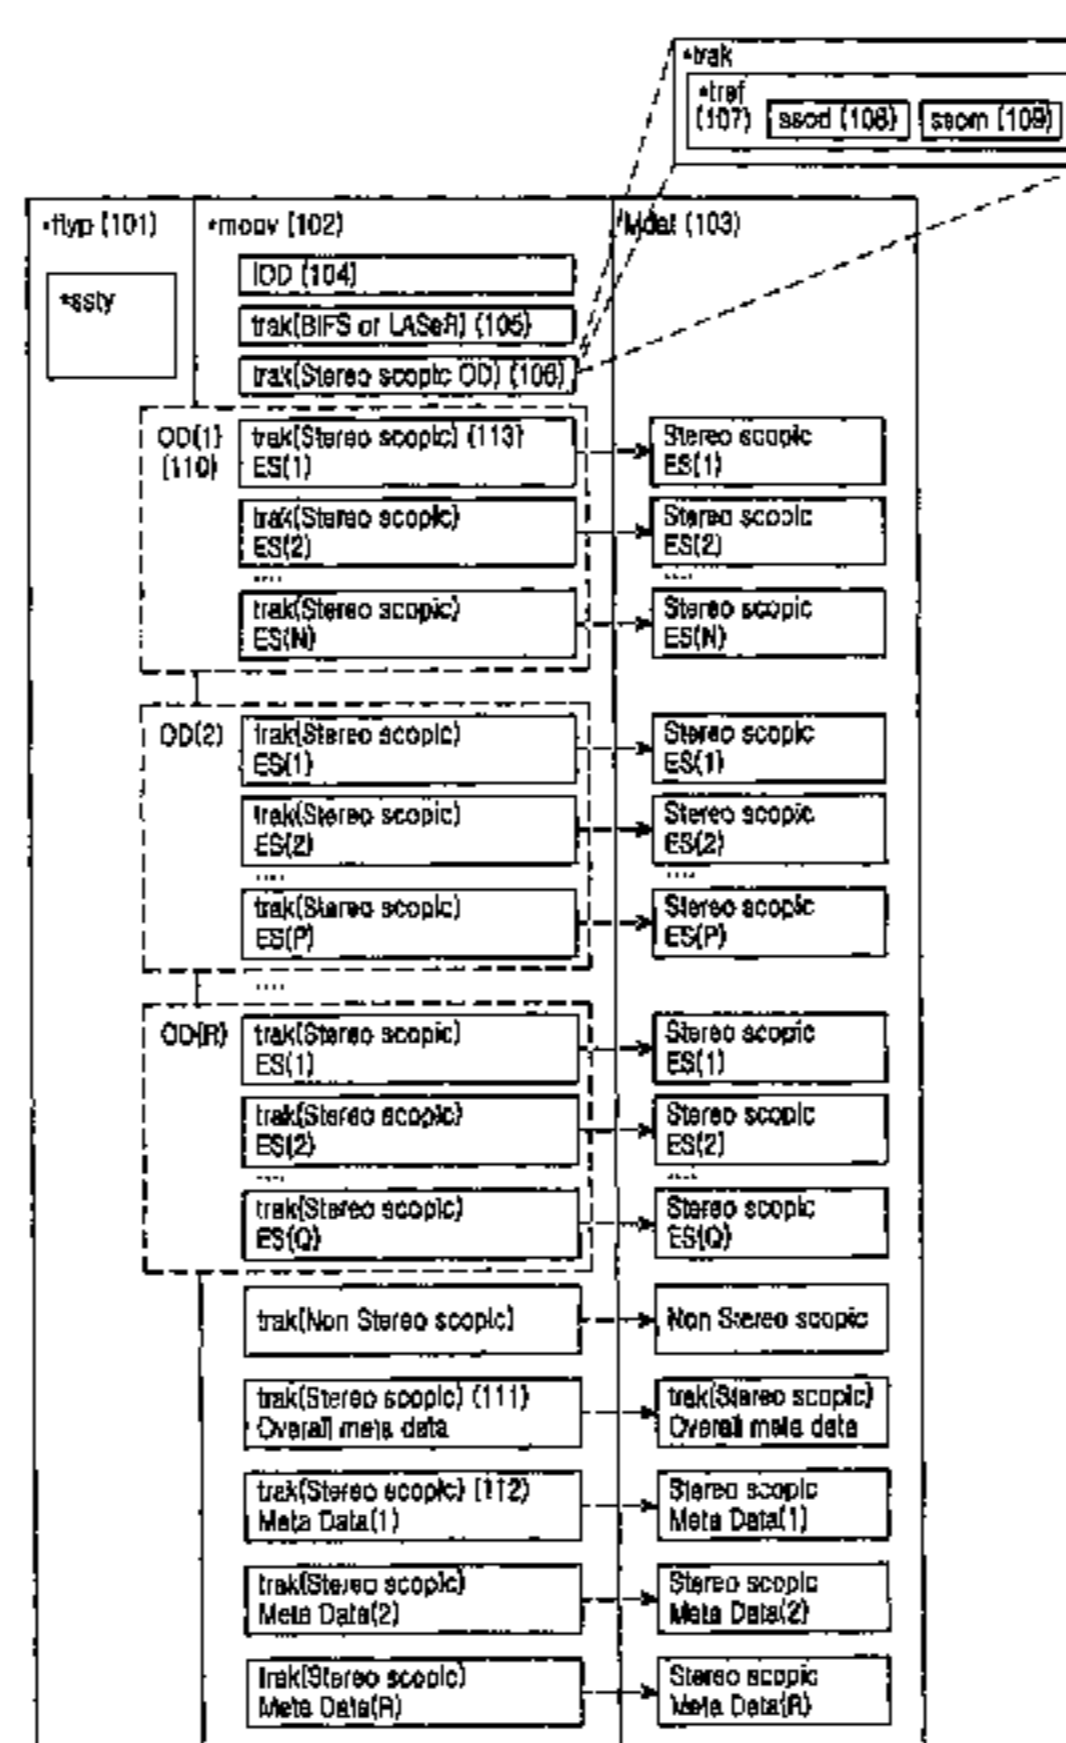 •trak
•tref
(107) ssod (108) ssom (109)
•ftyp (101) •moov (102) Mdat (103)
•ssty
IOD (104)
trak(BIFS or LASeR) (105)
trak(Stereo scopic OD) (106)
OD(1)
(110)
trak(Stereo scopic) (113)
ES(1)
Stereo scopic
ES(1)
trak(Stereo scopic)
ES(2)
Stereo scopic
ES(2)
....
....
trak(Stereo scopic)
ES(N)
Stereo scopic
ES(N)
OD(2)
trak(Stereo scopic)
ES(1)
Stereo scopic
ES(1)
trak(Stereo scopic)
ES(2)
Stereo scopic
ES(2)
....
....
trak(Stereo scopic)
ES(P)
Stereo scopic
ES(P)
....
OD(R)
trak(Stereo scopic)
ES(1)
Stereo scopic
ES(1)
trak(Stereo scopic)
ES(2)
Stereo scopic
ES(2)
....
....
trak(Stereo scopic)
ES(Q)
Stereo scopic
ES(Q)
trak(Non Stereo scopic)
Non Stereo scopic
trak(Stereo scopic) (111)
Overall meta data
trak(Stereo scopic)
Overall meta data
trak(Stereo scopic) (112)
Meta Data(1)
Stereo scopic
Meta Data(1)
trak(Stereo scopic)
Meta Data(2)
Stereo scopic
Meta Data(2)
trak(Stereo scopic)
Meta Data(R)
Stereo scopic
Meta Data(R)